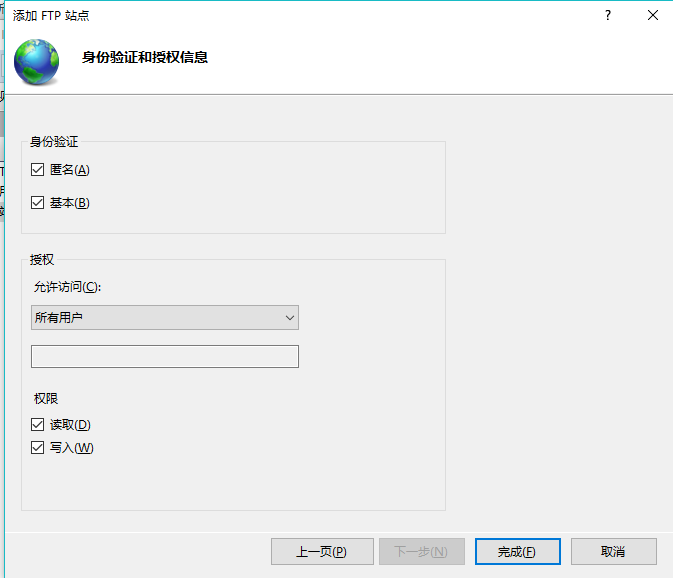 添加 FTP 站点
?
身份验证和授权信息
身份验证
匿名(A)
基本(B)
授权
允许访问(C):
所有用户
权限
读取(D)
写入(W)
上一页(P) 下一步(N) 完成(F) 取消